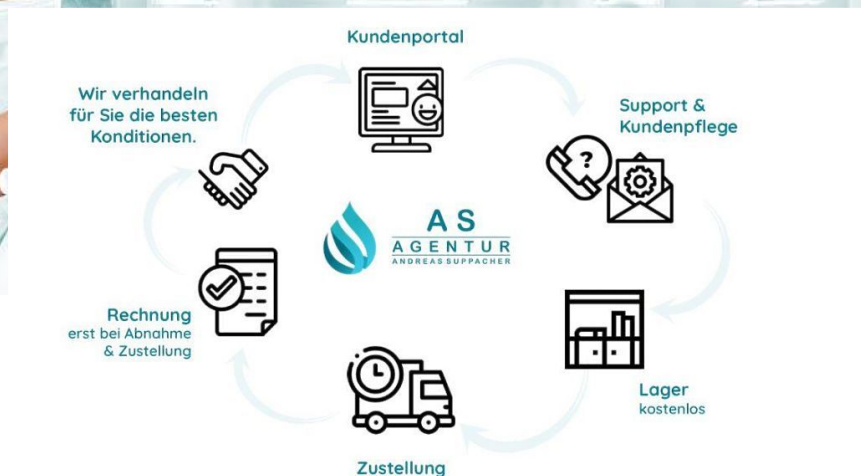 Kundenportal
Wir verhandeln
für Sie die besten
Konditionen.
Support &
Kundenpflege
?
AS
AGENTUR
ANDREAS SUPPACHER
Rechnung
erst bei Abnahme
& Zustellung
Lager
kostenlos
Zustellung